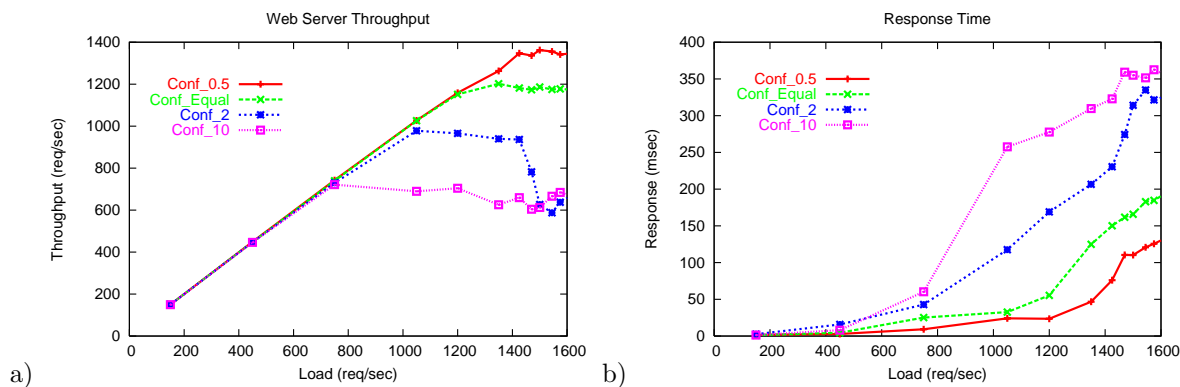 Web Server Throughput
1400
1200
1000
800
600
400
200
0
Throughput (req/sec)
Conf_0.5
Conf_Equal
Conf_2
Conf_10
200 400 600 800 1000 1200 1400 1600
Load (req/sec)
a)
Response Time
400
350
300
250
200
150
100
50
0
Response (msec)
Conf_0.5
Conf_Equal
Conf_2
Conf_10
200 400 600 800 1000 1200 1400 1600
Load (req/sec)
b)